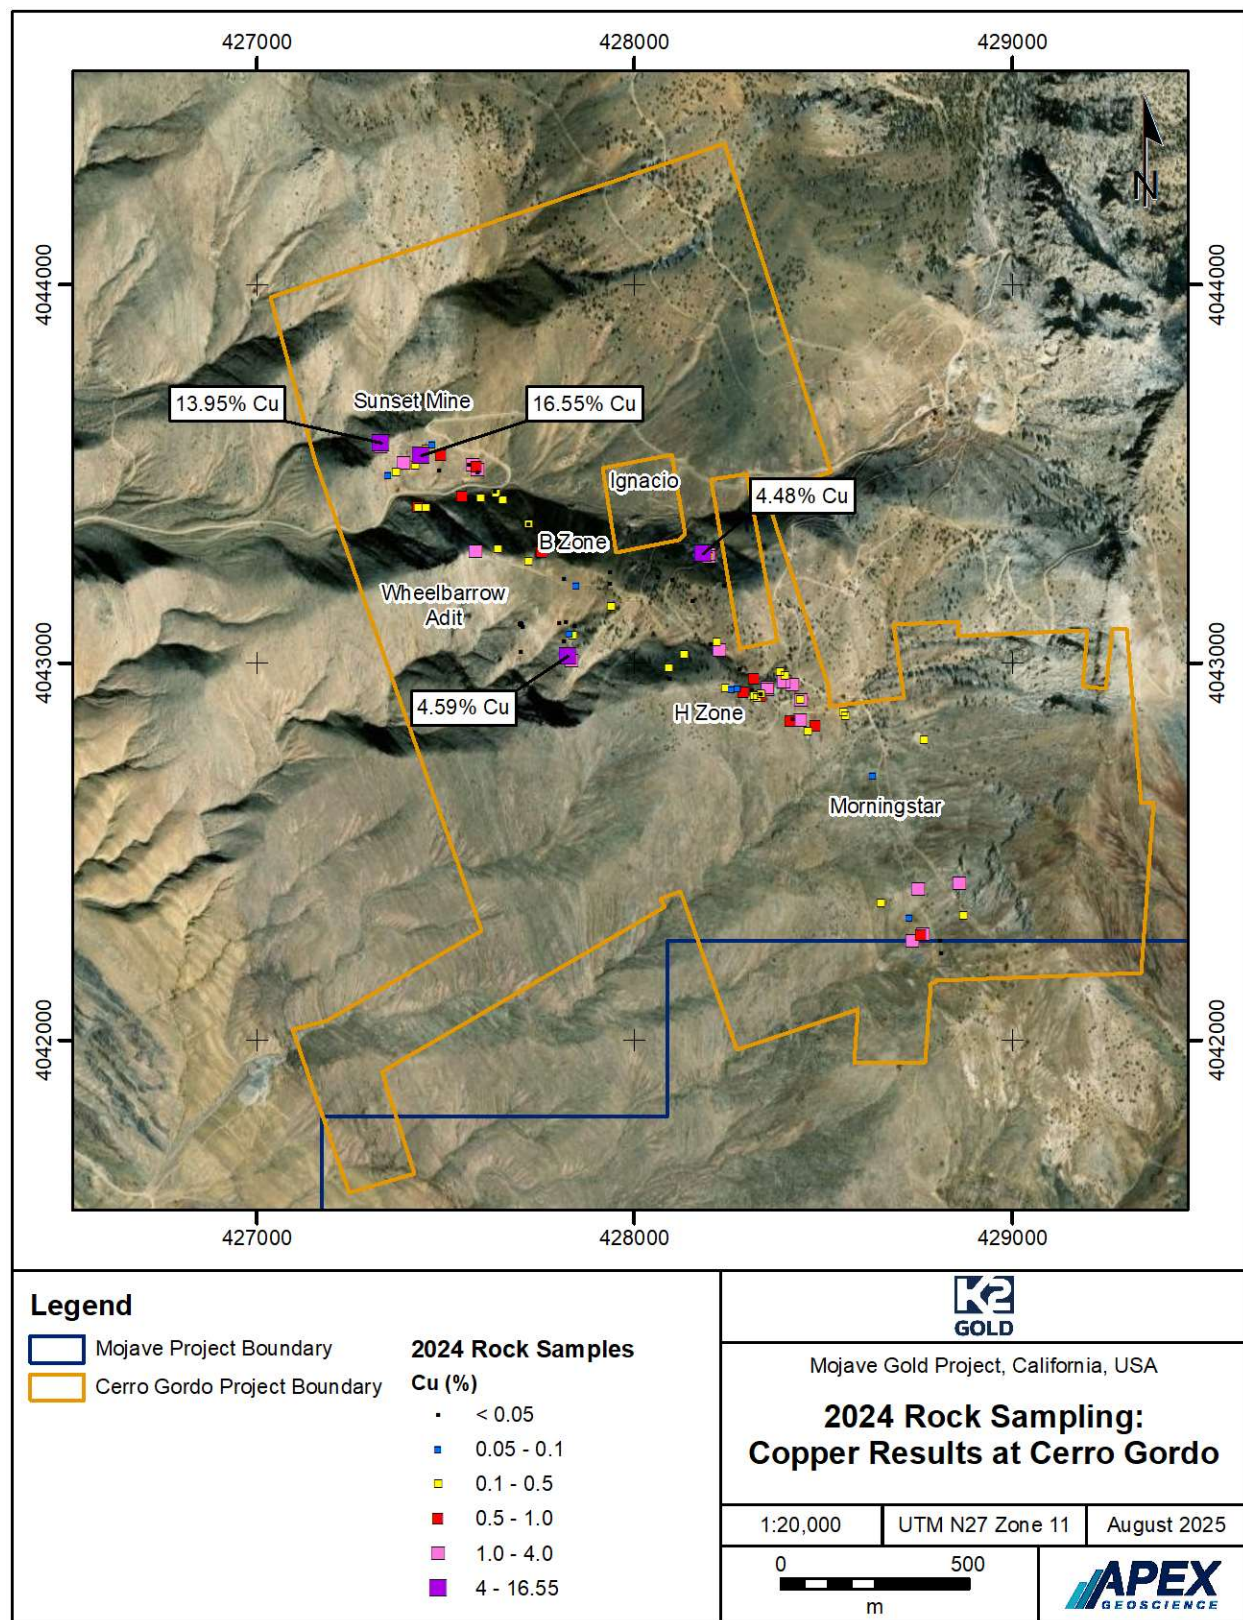 427000
428000
429000
N
4044000
4044000
13.95% Cu
Sunset Mine
16.55% Cu
Ignacio
4.48% Cu
B Zone
Wheelbarrow
Adit
4043000
4043000
4.59% Cu
H Zone
Morningstar
4042000
4042000
427000
428000
429000
Legend
Mojave Project Boundary
Cerro Gordo Project Boundary
2024 Rock Samples
Cu (%)
< 0.05
0.05 - 0.1
0.1 - 0.5
0.5 - 1.0
1.0 - 4.0
4 - 16.55
K2
GOLD
Mojave Gold Project, California, USA
2024 Rock Sampling:
Copper Results at Cerro Gordo
1:20,000
UTM N27 Zone 11
August 2025
0
500
m
APEX
GEOSCIENCE